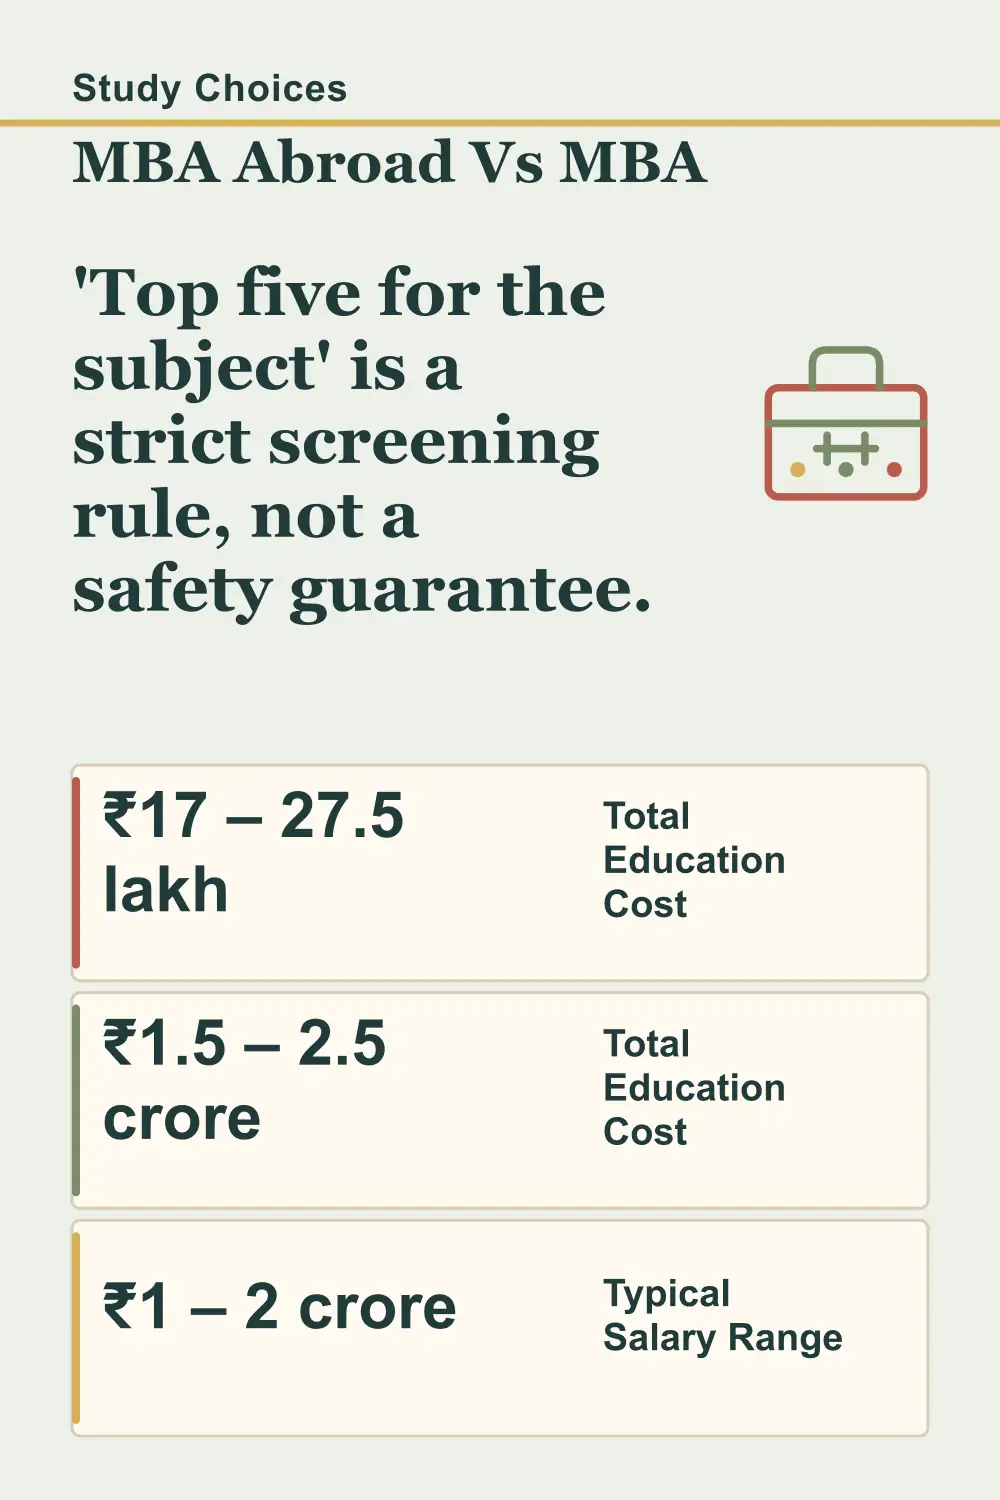 Study Choices
MBA Abroad Vs MBA
'Top five for the
subject' is a
strict screening
rule, not a
safety guarantee.
₹17 – 27.5
lakh
Total
Education
Cost
₹1.5 – 2.5
crore
Total
Education
Cost
₹1 – 2 crore
Typical
Salary Range